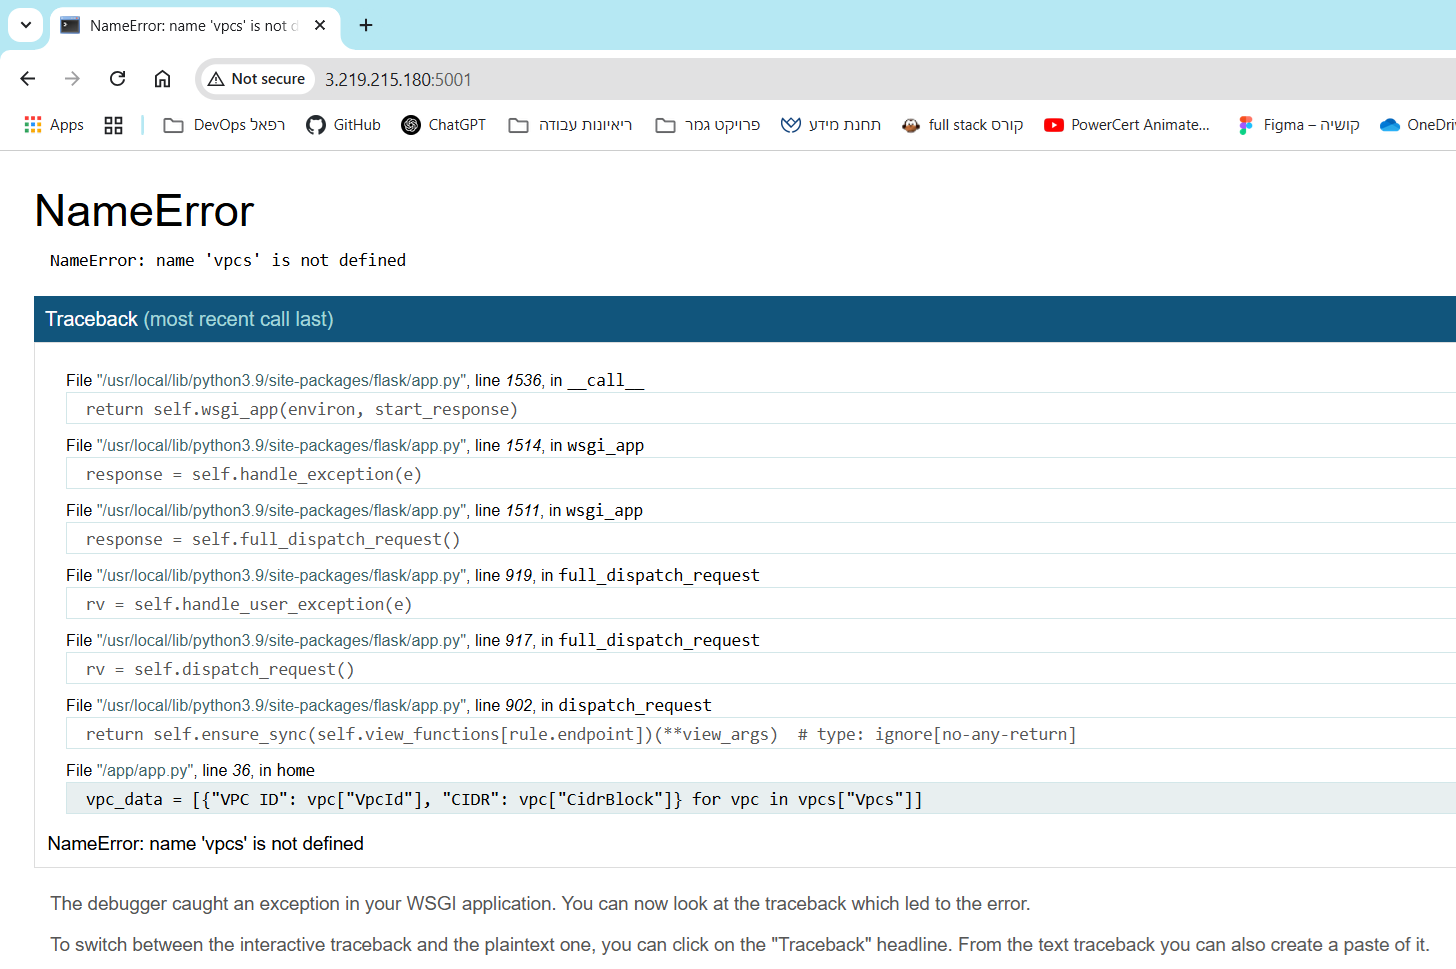 NameError: name 'vpcs' is not d
Not secure 3.219.215.180:5001
Apps DevOps רפאל GitHub ChatGPT ריאיונות עבודה פרויקט גמר תחנת מידע full stack קורס PowerCert Animate... Figma – קושיה OneDri
NameError
NameError: name 'vpcs' is not defined
Traceback (most recent call last)
File "/usr/local/lib/python3.9/site-packages/flask/app.py", line 1536, in __call__
return self.wsgi_app(environ, start_response)
File "/usr/local/lib/python3.9/site-packages/flask/app.py", line 1514, in wsgi_app
response = self.handle_exception(e)
File "/usr/local/lib/python3.9/site-packages/flask/app.py", line 1511, in wsgi_app
response = self.full_dispatch_request()
File "/usr/local/lib/python3.9/site-packages/flask/app.py", line 919, in full_dispatch_request
rv = self.handle_user_exception(e)
File "/usr/local/lib/python3.9/site-packages/flask/app.py", line 917, in full_dispatch_request
rv = self.dispatch_request()
File "/usr/local/lib/python3.9/site-packages/flask/app.py", line 902, in dispatch_request
return self.ensure_sync(self.view_functions[rule.endpoint])(**view_args)  # type: ignore[no-any-return]
File "/app/app.py", line 36, in home
vpc_data = [{"VPC ID": vpc["VpcId"], "CIDR": vpc["CidrBlock"]} for vpc in vpcs["Vpcs"]]
NameError: name 'vpcs' is not defined
The debugger caught an exception in your WSGI application. You can now look at the traceback which led to the error.
To switch between the interactive traceback and the plaintext one, you can click on the "Traceback" headline. From the text traceback you can also create a paste of it.